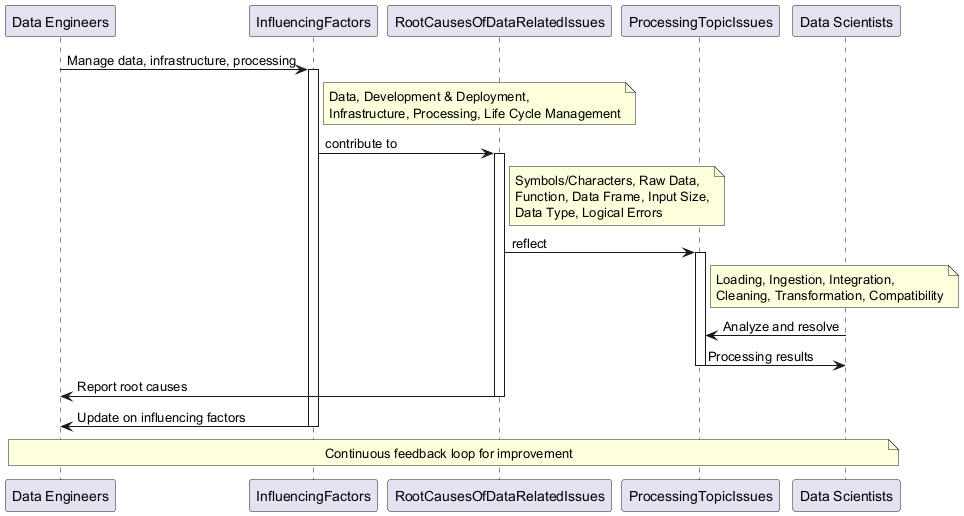 Data Engineers
InfluencingFactors
RootCausesOfDataRelatedIssues
ProcessingTopicIssues
Data Scientists
Manage data, infrastructure, processing
Data, Development & Deployment,
Infrastructure, Processing, Life Cycle Management
contribute to
Symbols/Characters, Raw Data,
Function, Data Frame, Input Size,
Data Type, Logical Errors
reflect
Loading, Ingestion, Integration,
Cleaning, Transformation, Compatibility
Analyze and resolve
Processing results
Report root causes
Update on influencing factors
Continuous feedback loop for improvement
Data Engineers
InfluencingFactors
RootCausesOfDataRelatedIssues
ProcessingTopicIssues
Data Scientists